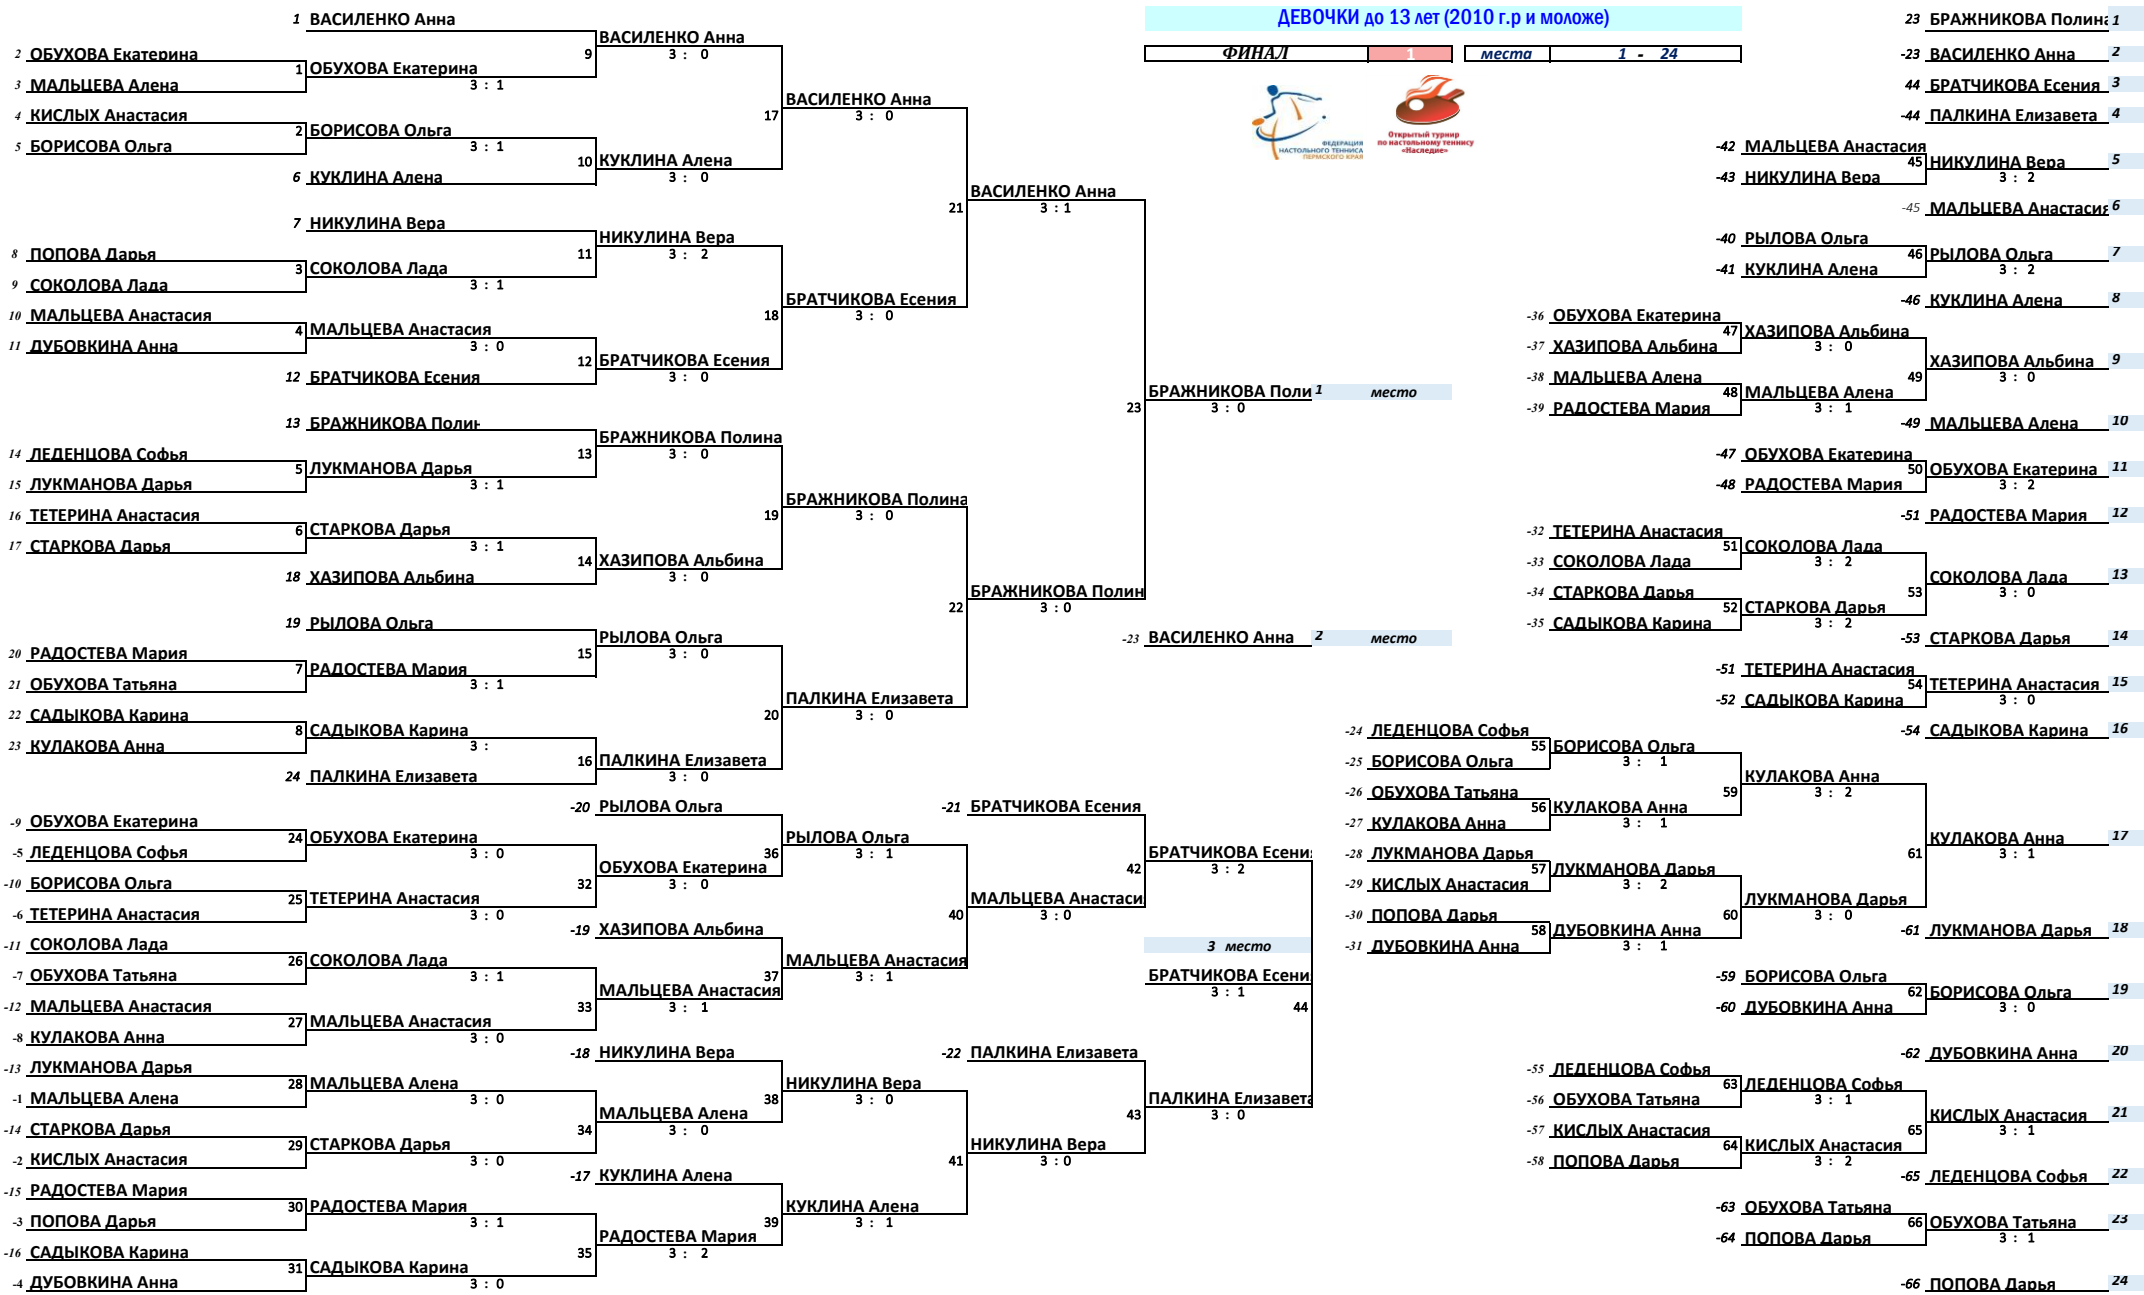 ДЕВОЧКИ до 13 лет (2010 г.р и моложе)
ФИНАЛ 1 места 1 - 24
ФЕДЕРАЦИЯ
НАСТОЛЬНОГО ТЕННИСА
ПЕРМСКОГО КРАЯ
Открытый турнир
по настольному теннису
«Наследие»
1 ВАСИЛЕНКО Анна
2 ОБУХОВА Екатерина
3 МАЛЬЦЕВА Алена
4 КИСЛЫХ Анастасия
5 БОРИСОВА Ольга
6 КУКЛИНА Алена
7 НИКУЛИНА Вера
8 ПОПОВА Дарья
9 СОКОЛОВА Лада
10 МАЛЬЦЕВА Анастасия
11 ДУБОВКИНА Анна
12 БРАТЧИКОВА Есения
13 БРАЖНИКОВА Полин
14 ЛЕДЕНЦОВА Софья
15 ЛУКМАНОВА Дарья
16 ТЕТЕРИНА Анастасия
17 СТАРКОВА Дарья
18 ХАЗИПОВА Альбина
19 РЫЛОВА Ольга
20 РАДОСТЕВА Мария
21 ОБУХОВА Татьяна
22 САДЫКОВА Карина
23 КУЛАКОВА Анна
24 ПАЛКИНА Елизавета
1 ОБУХОВА Екатерина
3 : 1
2 БОРИСОВА Ольга
3 : 1
3 СОКОЛОВА Лада
3 : 1
4 МАЛЬЦЕВА Анастасия
3 : 0
5 ЛУКМАНОВА Дарья
3 : 1
6 СТАРКОВА Дарья
3 : 1
7 РАДОСТЕВА Мария
3 : 1
8 САДЫКОВА Карина
3 :
9 ВАСИЛЕНКО Анна
3 : 0
10 КУКЛИНА Алена
3 : 0
11 НИКУЛИНА Вера
3 : 2
12 БРАТЧИКОВА Есения
3 : 0
13 БРАЖНИКОВА Полина
3 : 0
14 ХАЗИПОВА Альбина
3 : 0
15 РЫЛОВА Ольга
3 : 0
16 ПАЛКИНА Елизавета
3 : 0
17 ВАСИЛЕНКО Анна
3 : 0
18 БРАТЧИКОВА Есения
3 : 0
19 БРАЖНИКОВА Полина
3 : 0
20 ПАЛКИНА Елизавета
3 : 0
21 ВАСИЛЕНКО Анна
3 : 1
22 БРАЖНИКОВА Полин
3 : 0
23 БРАЖНИКОВА Поли 1 место
3 : 0
-23 ВАСИЛЕНКО Анна 2 место
-9 ОБУХОВА Екатерина
-5 ЛЕДЕНЦОВА Софья
-10 БОРИСОВА Ольга
-6 ТЕТЕРИНА Анастасия
-11 СОКОЛОВА Лада
-7 ОБУХОВА Татьяна
-12 МАЛЬЦЕВА Анастасия
-8 КУЛАКОВА Анна
-13 ЛУКМАНОВА Дарья
-1 МАЛЬЦЕВА Алена
-14 СТАРКОВА Дарья
-2 КИСЛЫХ Анастасия
-15 РАДОСТЕВА Мария
-3 ПОПОВА Дарья
-16 САДЫКОВА Карина
-4 ДУБОВКИНА Анна
24 ОБУХОВА Екатерина
3 : 0
25 ТЕТЕРИНА Анастасия
3 : 0
26 СОКОЛОВА Лада
3 : 1
27 МАЛЬЦЕВА Анастасия
3 : 0
28 МАЛЬЦЕВА Алена
3 : 0
29 СТАРКОВА Дарья
3 : 0
30 РАДОСТЕВА Мария
3 : 1
31 САДЫКОВА Карина
3 : 0
-20 РЫЛОВА Ольга
32 ОБУХОВА Екатерина
3 : 0
-19 ХАЗИПОВА Альбина
33 МАЛЬЦЕВА Анастасия
3 : 1
-18 НИКУЛИНА Вера
34 МАЛЬЦЕВА Алена
3 : 0
-17 КУКЛИНА Алена
35 РАДОСТЕВА Мария
3 : 2
36 РЫЛОВА Ольга
3 : 1
37 МАЛЬЦЕВА Анастасия
3 : 1
38 НИКУЛИНА Вера
3 : 0
39 КУКЛИНА Алена
3 : 1
-21 БРАТЧИКОВА Есения
40 МАЛЬЦЕВА Анастаси
3 : 0
-22 ПАЛКИНА Елизавета
41 НИКУЛИНА Вера
3 : 0
42 БРАТЧИКОВА Есени
3 : 2
3 место
БРАТЧИКОВА Есени
3 : 1
44
43 ПАЛКИНА Елизавета
3 : 0
23 БРАЖНИКОВА Полина 1
-23 ВАСИЛЕНКО Анна 2
44 БРАТЧИКОВА Есения 3
-44 ПАЛКИНА Елизавета 4
-42 МАЛЬЦЕВА Анастасия
-43 НИКУЛИНА Вера
45 НИКУЛИНА Вера 5
3 : 2
-45 МАЛЬЦЕВА Анастасия 6
-40 РЫЛОВА Ольга
-41 КУКЛИНА Алена
46 РЫЛОВА Ольга 7
3 : 2
-46 КУКЛИНА Алена 8
-36 ОБУХОВА Екатерина
-37 ХАЗИПОВА Альбина
-38 МАЛЬЦЕВА Алена
-39 РАДОСТЕВА Мария
47 ХАЗИПОВА Альбина
3 : 0
48 МАЛЬЦЕВА Алена
3 : 1
49 ХАЗИПОВА Альбина 9
3 : 0
-49 МАЛЬЦЕВА Алена 10
-47 ОБУХОВА Екатерина
-48 РАДОСТЕВА Мария
50 ОБУХОВА Екатерина 11
3 : 2
-51 РАДОСТЕВА Мария 12
-32 ТЕТЕРИНА Анастасия
-33 СОКОЛОВА Лада
-34 СТАРКОВА Дарья
-35 САДЫКОВА Карина
51 СОКОЛОВА Лада
3 : 2
52 СТАРКОВА Дарья
3 : 2
53 СОКОЛОВА Лада 13
3 : 0
-53 СТАРКОВА Дарья 14
-51 ТЕТЕРИНА Анастасия
-52 САДЫКОВА Карина
54 ТЕТЕРИНА Анастасия 15
3 : 0
-54 САДЫКОВА Карина 16
-24 ЛЕДЕНЦОВА Софья
-25 БОРИСОВА Ольга
-26 ОБУХОВА Татьяна
-27 КУЛАКОВА Анна
-28 ЛУКМАНОВА Дарья
-29 КИСЛЫХ Анастасия
-30 ПОПОВА Дарья
-31 ДУБОВКИНА Анна
55 БОРИСОВА Ольга
3 : 1
56 КУЛАКОВА Анна
3 : 1
57 ЛУКМАНОВА Дарья
3 : 2
58 ДУБОВКИНА Анна
3 : 1
59 КУЛАКОВА Анна
3 : 2
60 ЛУКМАНОВА Дарья
3 : 0
61 КУЛАКОВА Анна 17
3 : 1
-61 ЛУКМАНОВА Дарья 18
-59 БОРИСОВА Ольга
-60 ДУБОВКИНА Анна
62 БОРИСОВА Ольга 19
3 : 0
-62 ДУБОВКИНА Анна 20
-55 ЛЕДЕНЦОВА Софья
-56 ОБУХОВА Татьяна
-57 КИСЛЫХ Анастасия
-58 ПОПОВА Дарья
63 ЛЕДЕНЦОВА Софья
3 : 1
64 КИСЛЫХ Анастасия
3 : 2
65 КИСЛЫХ Анастасия 21
3 : 1
-65 ЛЕДЕНЦОВА Софья 22
-63 ОБУХОВА Татьяна
-64 ПОПОВА Дарья
66 ОБУХОВА Татьяна 23
3 : 1
-66 ПОПОВА Дарья 24